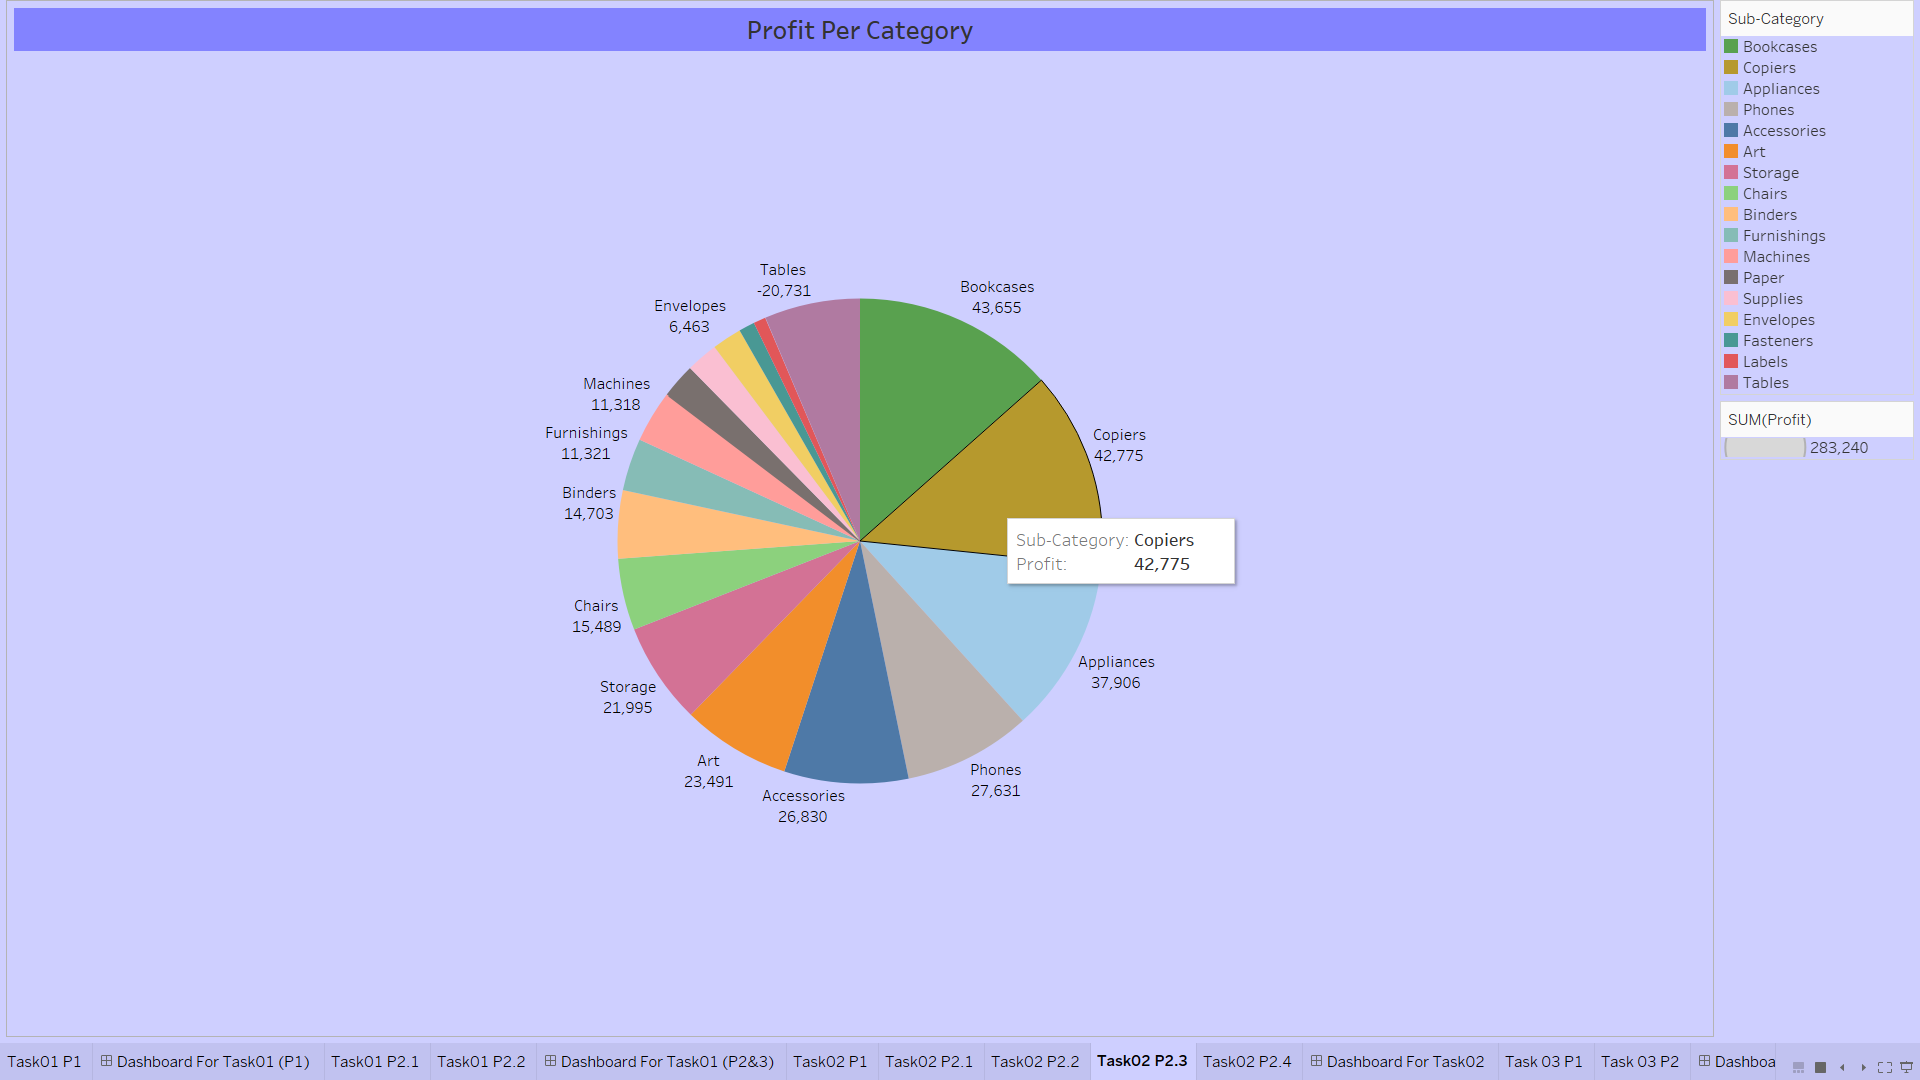 Profit Per Category
Sub-Category
Bookcases
Copiers
Appliances
Phones
Accessories
Art
Storage
Chairs
Binders
Furnishings
Machines
Paper
Supplies
Envelopes
Fasteners
Labels
Tables
SUM(Profit)
283,240
Tables
-20,731
Bookcases
43,655
Envelopes
6,463
Machines
11,318
Copiers
42,775
Furnishings
11,321
Binders
14,703
Sub-Category: Copiers
Profit: 42,775
Chairs
15,489
Appliances
37,906
Storage
21,995
Art
23,491
Phones
27,631
Accessories
26,830
Task01 P1 Dashboard For Task01 (P1) Task01 P2.1 Task01 P2.2 Dashboard For Task01 (P2&3) Task02 P1 Task02 P2.1 Task02 P2.2 Task02 P2.3 Task02 P2.4 Dashboard For Task02 Task 03 P1 Task 03 P2 Dashboa